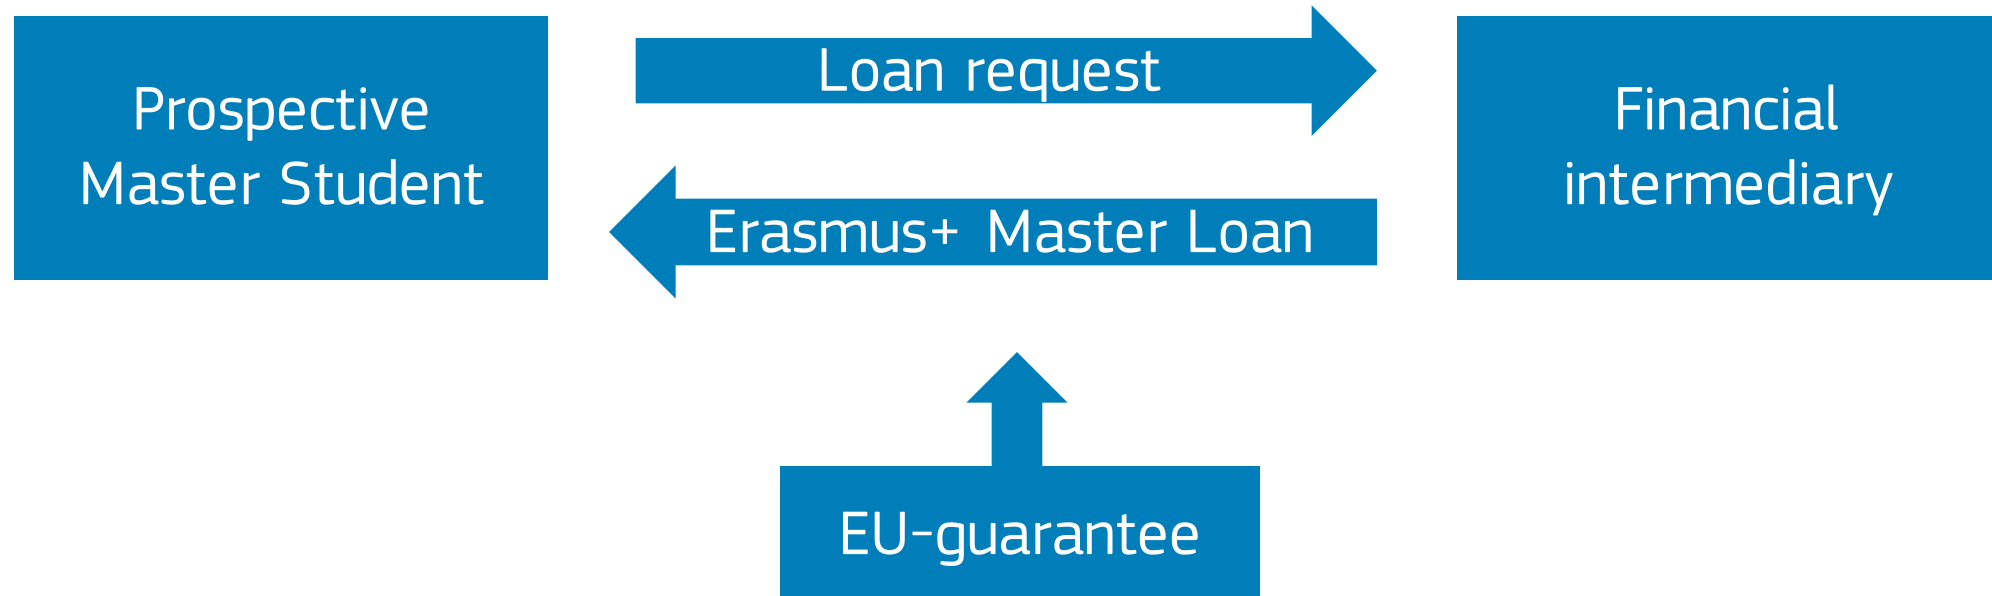 Prospective
Master Student
Loan request
Erasmus+ Master Loan
Financial
intermediary
EU-guarantee